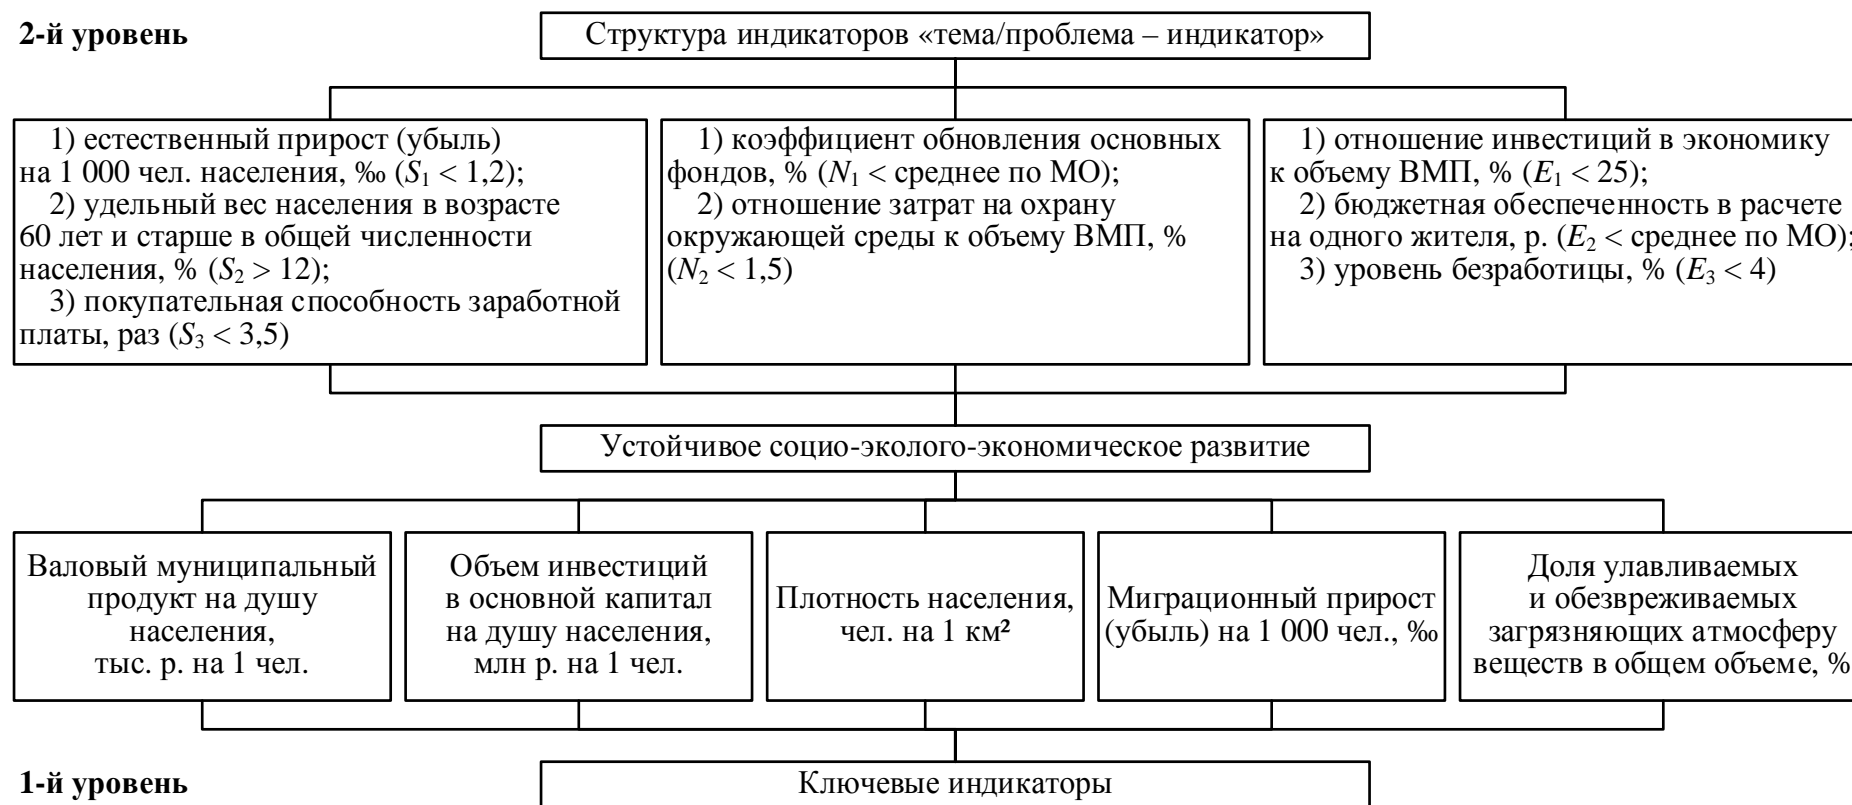 2-й уровень
Структура индикаторов «тема/проблема – индикатор»
1) естественный прирост (убыль)
на 1 000 чел. населения, ‰ (S₁ < 1,2);
2) удельный вес населения в возрасте
60 лет и старше в общей численности
населения, % (S₂ > 12);
3) покупательная способность заработной
платы, раз (S₃ < 3,5)
1) коэффициент обновления основных
фондов, % (N₁ < среднее по МО);
2) отношение затрат на охрану
окружающей среды к объему ВМП, %
(N₂ < 1,5)
1) отношение инвестиций в экономику
к объему ВМП, % (E₁ < 25);
2) бюджетная обеспеченность в расчете
на одного жителя, р. (E₂ < среднее по МО);
3) уровень безработицы, % (E₃ < 4)
Устойчивое социо-эколого-экономическое развитие
Валовый муниципальный
продукт на душу
населения,
тыс. р. на 1 чел.
Объем инвестиций
в основной капитал
на душу населения,
млн р. на 1 чел.
Плотность населения,
чел. на 1 км²
Миграционный прирост
(убыль) на 1 000 чел., ‰
Доля улавливаемых
и обезвреживаемых
загрязняющих атмосферу
веществ в общем объеме, %
1-й уровень
Ключевые индикаторы